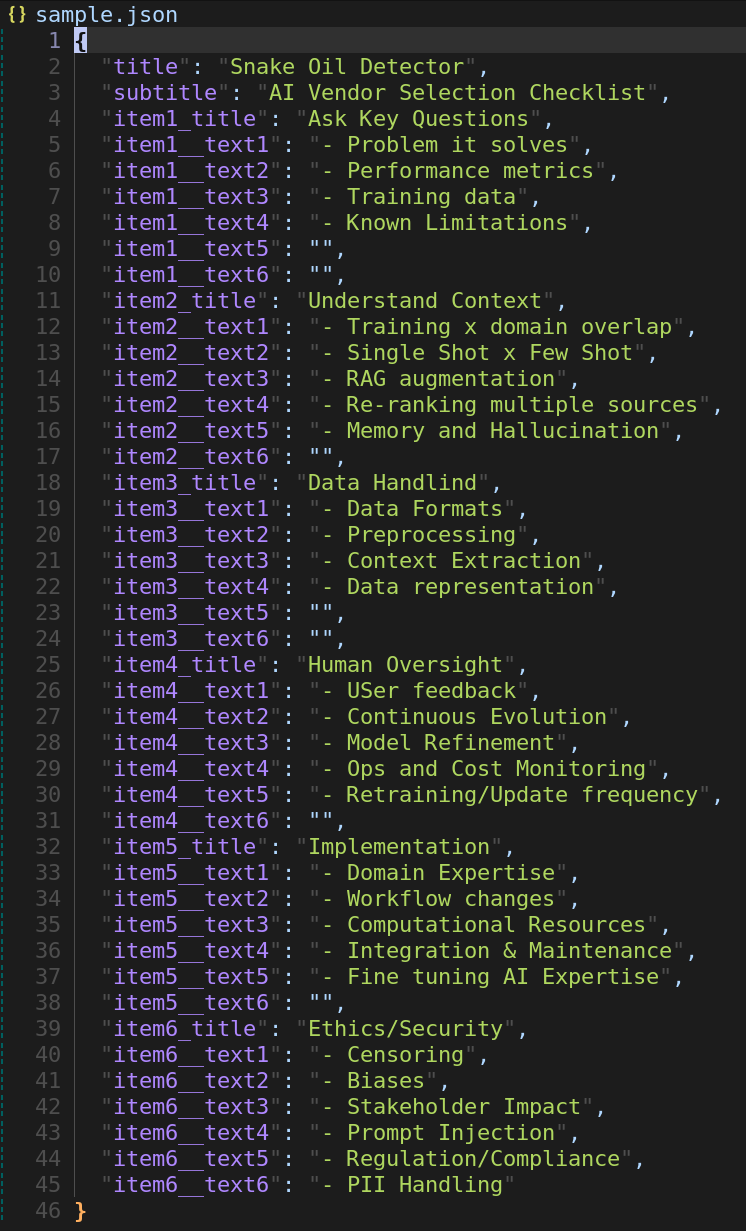 {} sample.json
1 {
2 "title": "Snake Oil Detector",
3 "subtitle": "AI Vendor Selection Checklist",
4 "item1_title": "Ask Key Questions",
5 "item1__text1": "- Problem it solves",
6 "item1__text2": "- Performance metrics",
7 "item1__text3": "- Training data",
8 "item1__text4": "- Known Limitations",
9 "item1__text5": "",
10 "item1__text6": "",
11 "item2_title": "Understand Context",
12 "item2__text1": "- Training x domain overlap",
13 "item2__text2": "- Single Shot x Few Shot",
14 "item2__text3": "- RAG augmentation",
15 "item2__text4": "- Re-ranking multiple sources",
16 "item2__text5": "- Memory and Hallucination",
17 "item2__text6": "",
18 "item3_title": "Data Handlind",
19 "item3__text1": "- Data Formats",
20 "item3__text2": "- Preprocessing",
21 "item3__text3": "- Context Extraction",
22 "item3__text4": "- Data representation",
23 "item3__text5": "",
24 "item3__text6": "",
25 "item4_title": "Human Oversight",
26 "item4__text1": "- USer feedback",
27 "item4__text2": "- Continuous Evolution",
28 "item4__text3": "- Model Refinement",
29 "item4__text4": "- Ops and Cost Monitoring",
30 "item4__text5": "- Retraining/Update frequency",
31 "item4__text6": "",
32 "item5_title": "Implementation",
33 "item5__text1": "- Domain Expertise",
34 "item5__text2": "- Workflow changes",
35 "item5__text3": "- Computational Resources",
36 "item5__text4": "- Integration & Maintenance",
37 "item5__text5": "- Fine tuning AI Expertise",
38 "item5__text6": "",
39 "item6_title": "Ethics/Security",
40 "item6__text1": "- Censoring",
41 "item6__text2": "- Biases",
42 "item6__text3": "- Stakeholder Impact",
43 "item6__text4": "- Prompt Injection",
44 "item6__text5": "- Regulation/Compliance",
45 "item6__text6": "- PII Handling"
46 }